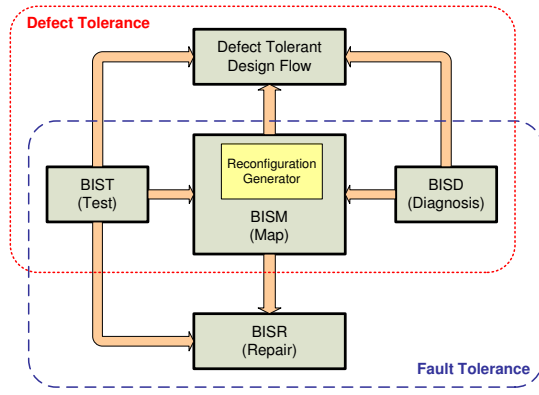 Defect Tolerance
Defect Tolerant
Design Flow
Reconfiguration
Generator
BIST
(Test)
BISM
(Map)
BISD
(Diagnosis)
BISR
(Repair)
Fault Tolerance